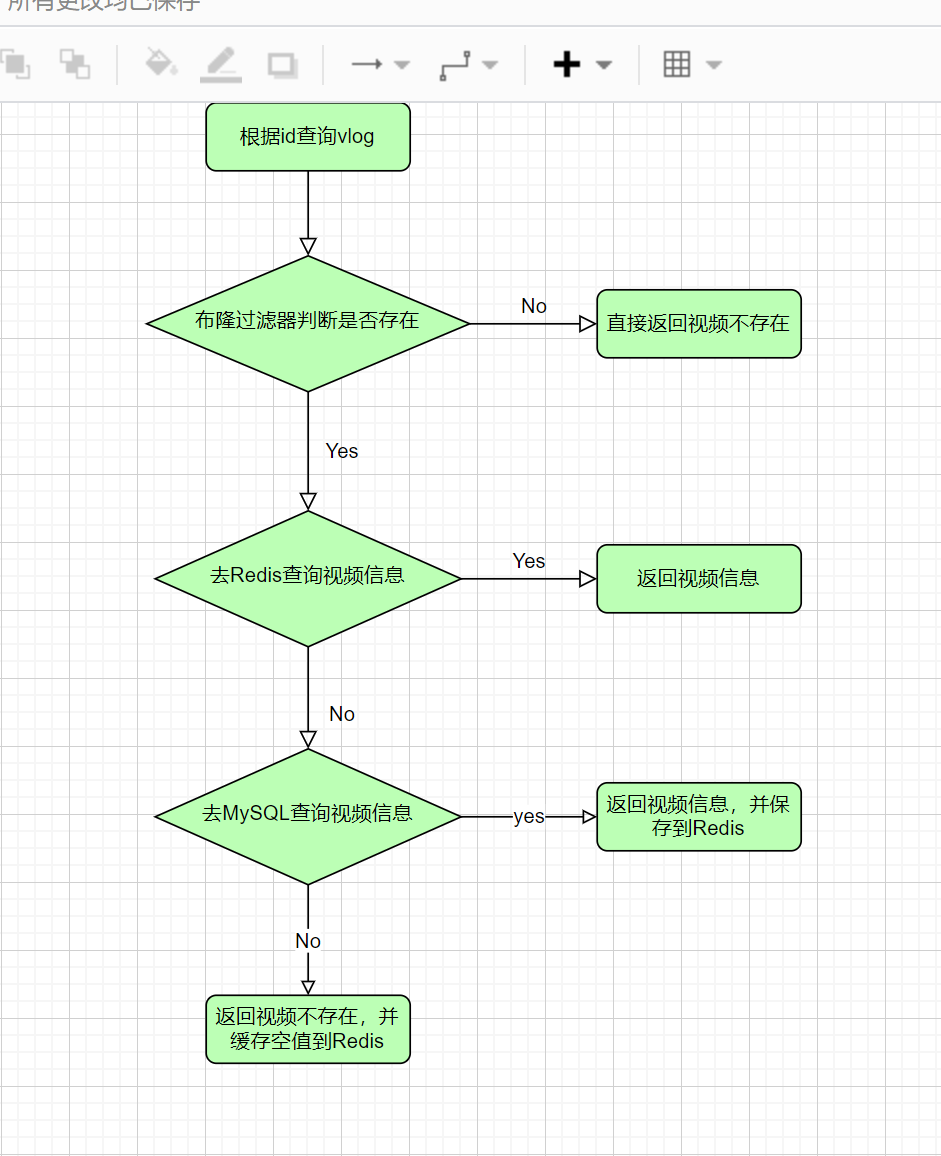 所有更改均已保存
根据id查询vlog
布隆过滤器判断是否存在
No
直接返回视频不存在
Yes
去Redis查询视频信息
Yes
返回视频信息
No
去MySQL查询视频信息
yes
返回视频信息，并保
存到Redis
No
返回视频不存在，并
缓存空值到Redis